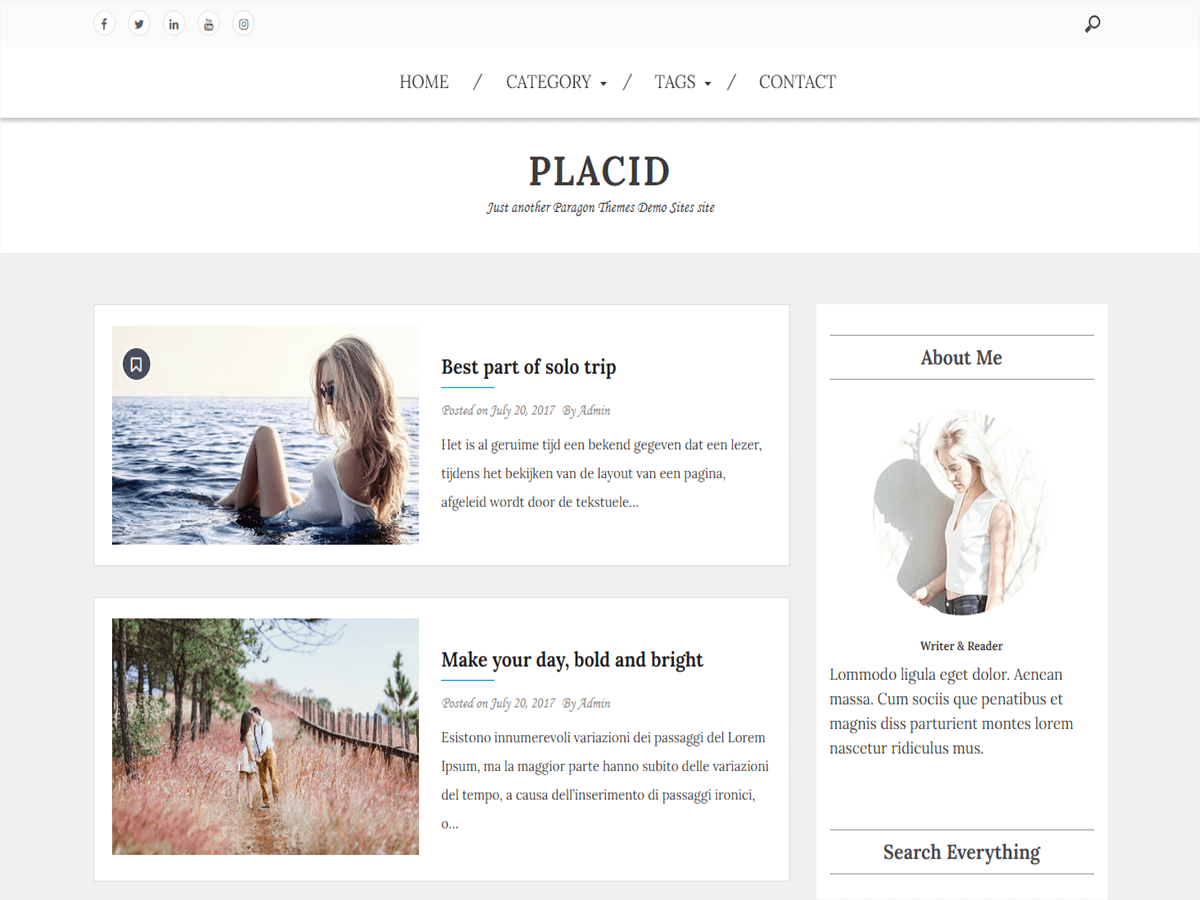 HOME / CATEGORY / TAGS / CONTACT
PLACID
Just another Paragon Themes Demo Sites site
Best part of solo trip
Posted on July 20, 2017 By Admin
Het is al geruime tijd een bekend gegeven dat een lezer,
tijdens het bekijken van de layout van een pagina,
afgeleid wordt door de tekstuele...
Make your day, bold and bright
Posted on July 20, 2017 By Admin
Esistono innumerevoli variazioni dei passaggi del Lorem
Ipsum, ma la maggior parte hanno subito delle variazioni
del tempo, a causa dell'inserimento di passaggi ironici,
o...
About Me
Writer & Reader
Lommodo ligula eget dolor. Aenean
massa. Cum sociis que penatibus et
magnis diss parturient montes lorem
nascetur ridiculus mus.
Search Everything